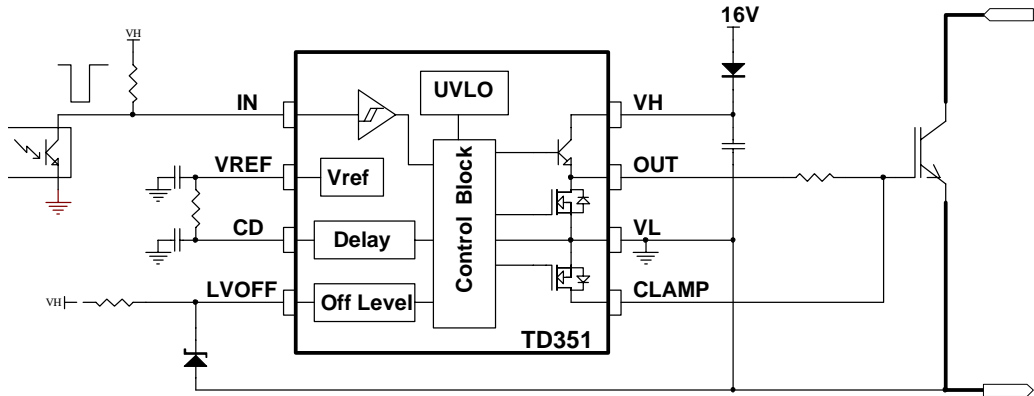 16V
VH
UVLO
IN
VH
VREF
Vref
Control Block
OUT
CD
Delay
VL
VH
LVOFF
Off Level
CLAMP
TD351